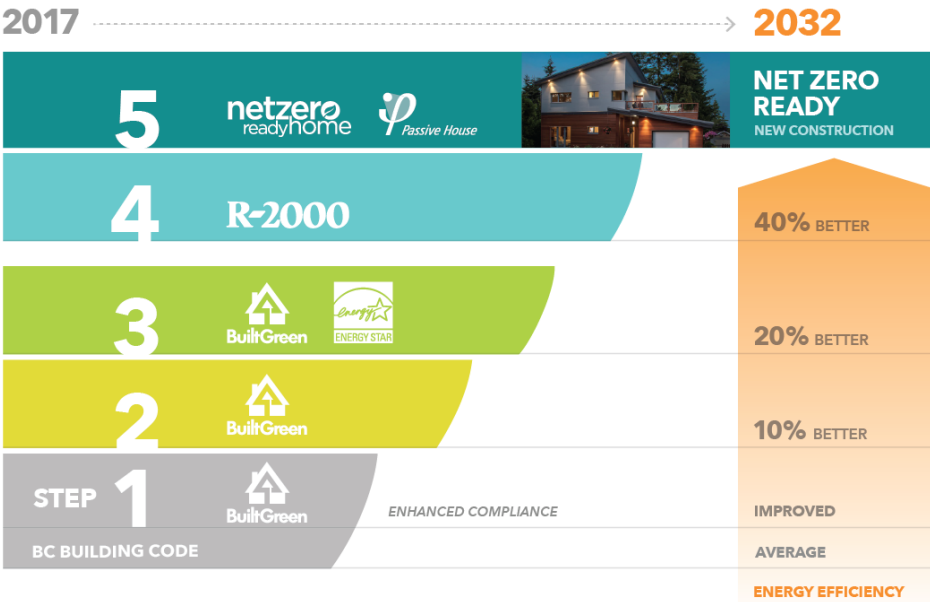 2017
2032
5
netzero
readyhome
Passive House
NET ZERO
READY
NEW CONSTRUCTION
4
R-2000
40% BETTER
3
BuiltGreen
energy
ENERGY STAR
20% BETTER
2
BuiltGreen
10% BETTER
STEP 1
BuiltGreen
ENHANCED COMPLIANCE
IMPROVED
BC BUILDING CODE
AVERAGE
ENERGY EFFICIENCY